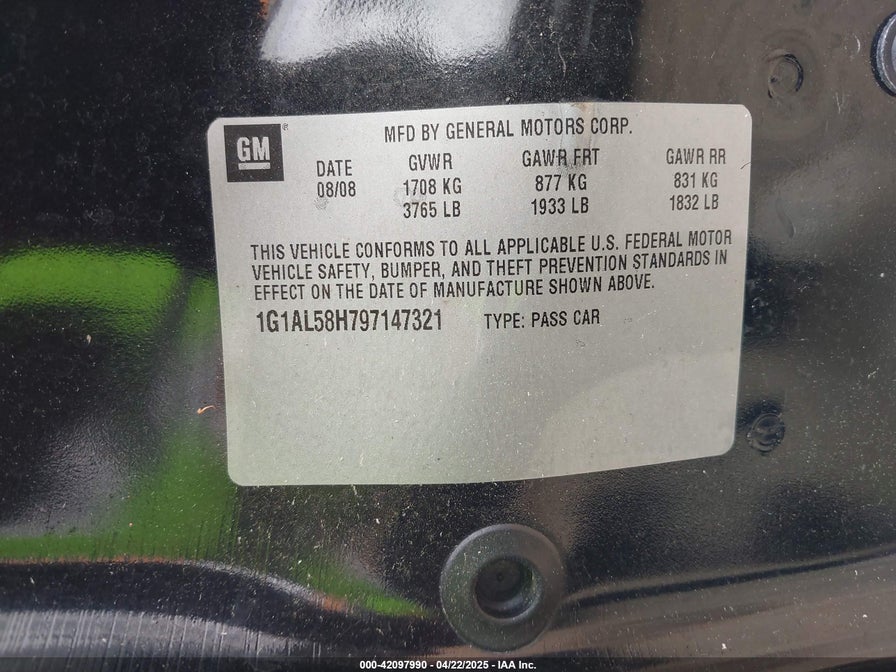 GM
MFD BY GENERAL MOTORS CORP.
DATE GVWR GAWR FRT GAWR RR
08/08 1708 KG 877 KG 831 KG
3765 LB 1933 LB 1832 LB
THIS VEHICLE CONFORMS TO ALL APPLICABLE U.S. FEDERAL MOTOR
VEHICLE SAFETY, BUMPER, AND THEFT PREVENTION STANDARDS IN
EFFECT ON THE DATE OF MANUFACTURE SHOWN ABOVE.
1G1AL58H797147321 TYPE: PASS CAR
000-42097990 - 04/22/2025 - IAA Inc.